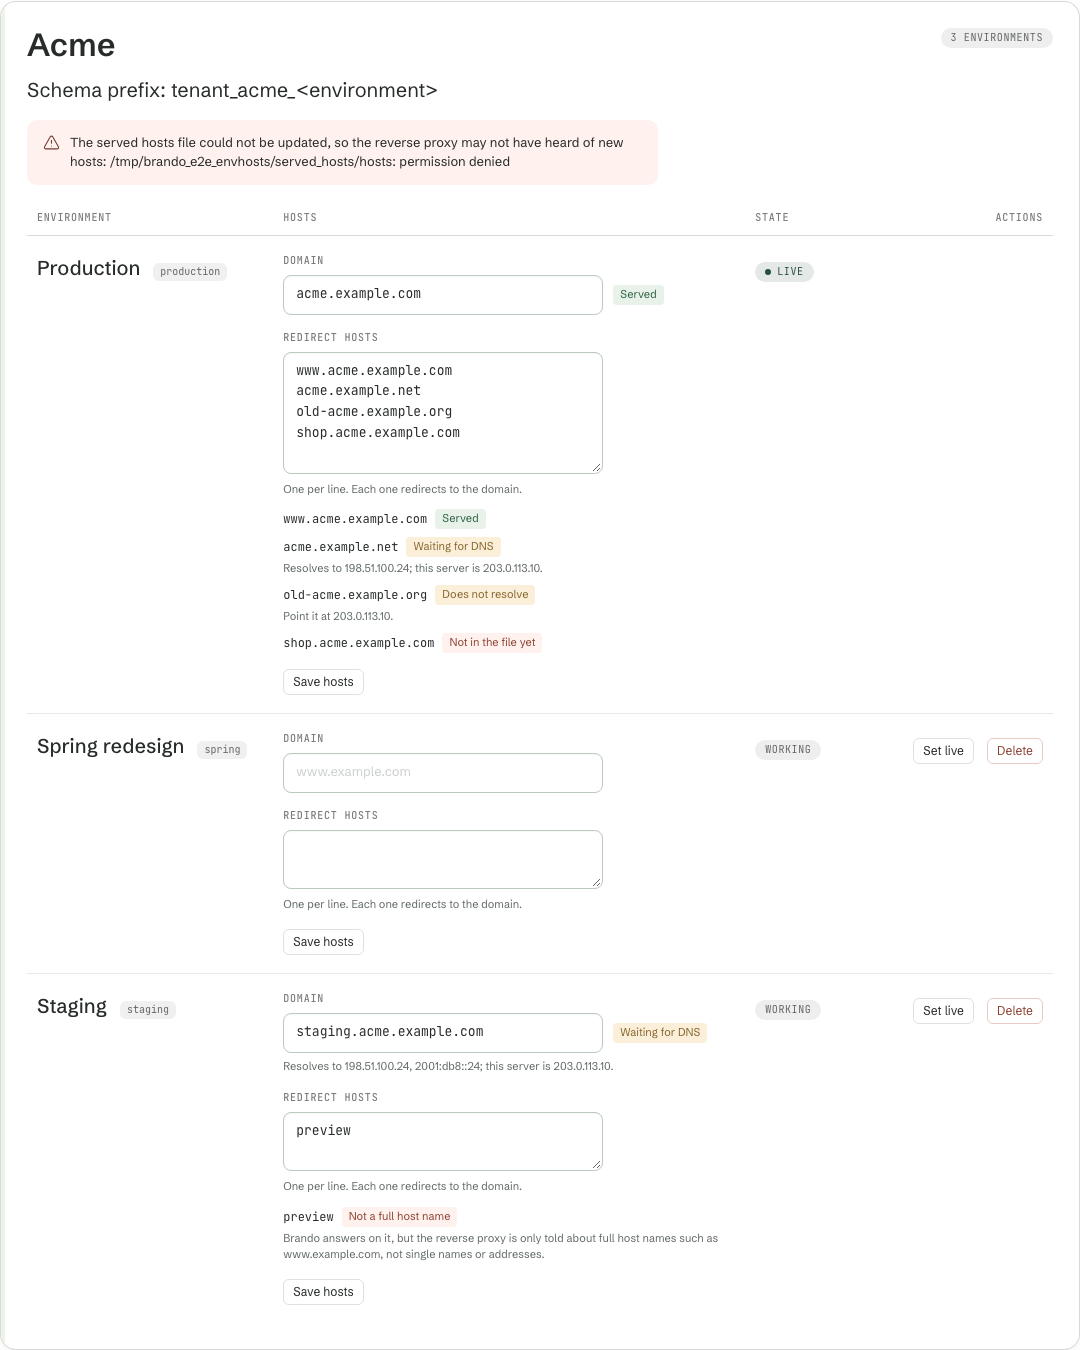 Acme
3 ENVIRONMENTS
Schema prefix: tenant_acme_<environment>
The served hosts file could not be updated, so the reverse proxy may not have heard of new
hosts: /tmp/brando_e2e_envhosts/served_hosts/hosts: permission denied
ENVIRONMENT HOSTS STATE ACTIONS
Production production
DOMAIN
acme.example.com Served
LIVE
REDIRECT HOSTS
www.acme.example.com
acme.example.net
old-acme.example.org
shop.acme.example.com
One per line. Each one redirects to the domain.
www.acme.example.com Served
acme.example.net Waiting for DNS
Resolves to 198.51.100.24; this server is 203.0.113.10.
old-acme.example.org Does not resolve
Point it at 203.0.113.10.
shop.acme.example.com Not in the file yet
Save hosts
Spring redesign spring
DOMAIN
www.example.com
WORKING
Set live Delete
REDIRECT HOSTS
One per line. Each one redirects to the domain.
Save hosts
Staging staging
DOMAIN
staging.acme.example.com Waiting for DNS
WORKING
Set live Delete
Resolves to 198.51.100.24, 2001:db8::24; this server is 203.0.113.10.
REDIRECT HOSTS
preview
One per line. Each one redirects to the domain.
preview Not a full host name
Brando answers on it, but the reverse proxy is only told about full host names such as
www.example.com, not single names or addresses.
Save hosts